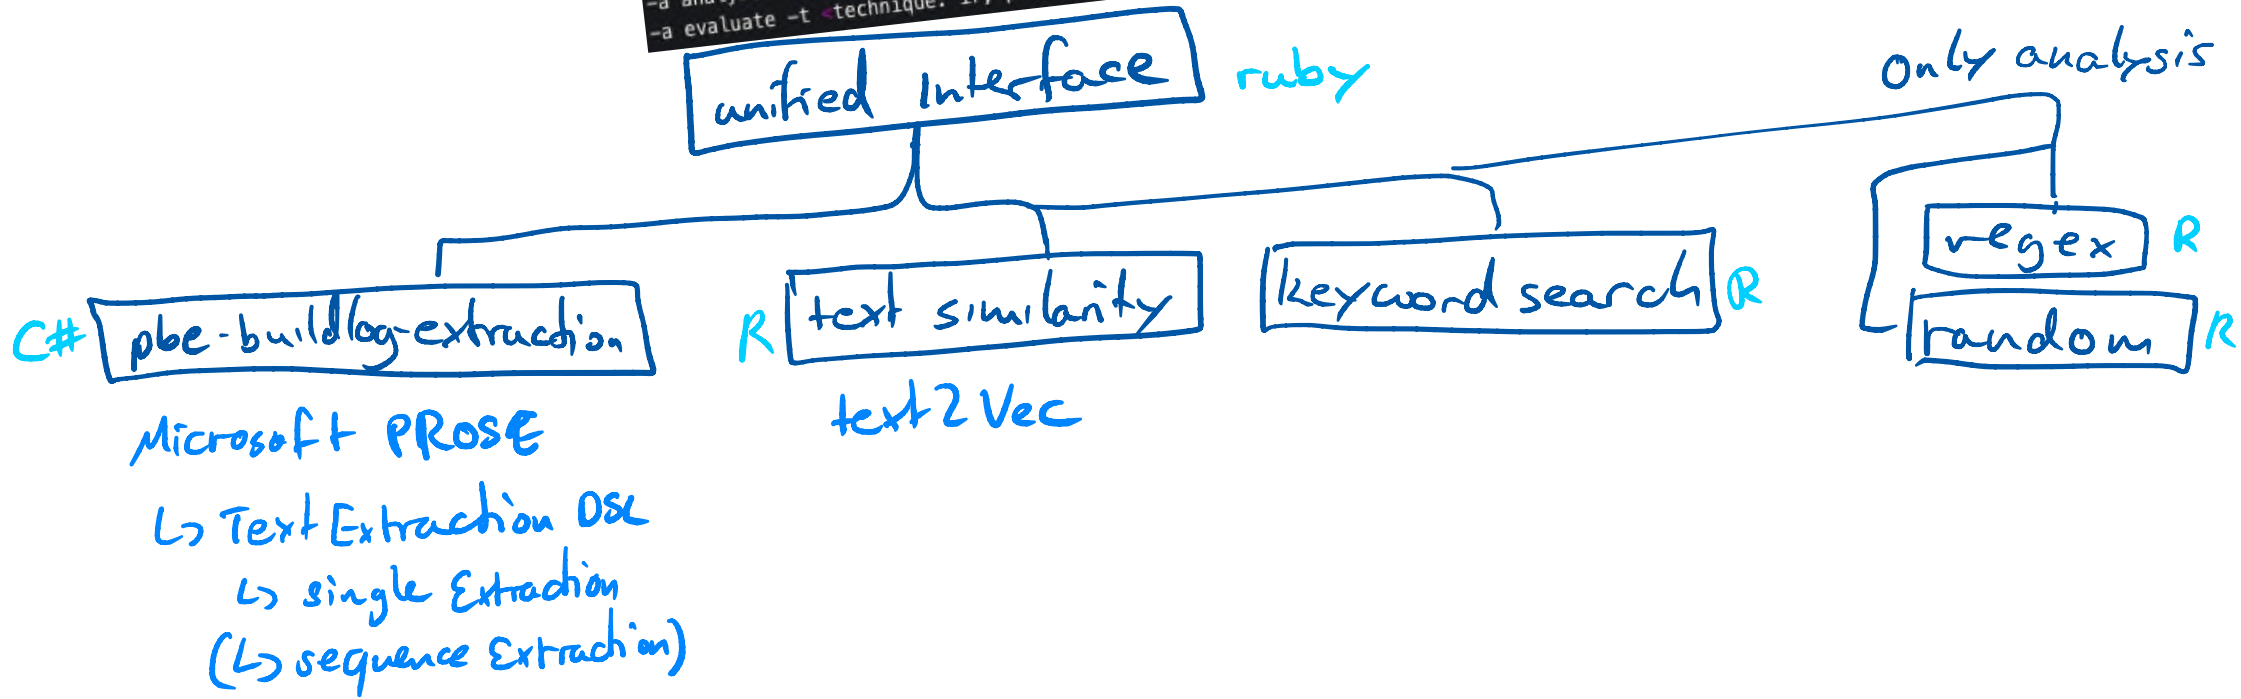 -a evaluate -t <technique:
unified Interface
ruby
Only analysis
C#
pbe-buildlog-extraction
R
text similarity
keyword search
R
regex
R
random
R
Microsoft PROSE
text2Vec
↳ Text Extraction DSL
↳ single Extraction
(↳ sequence Extraction)